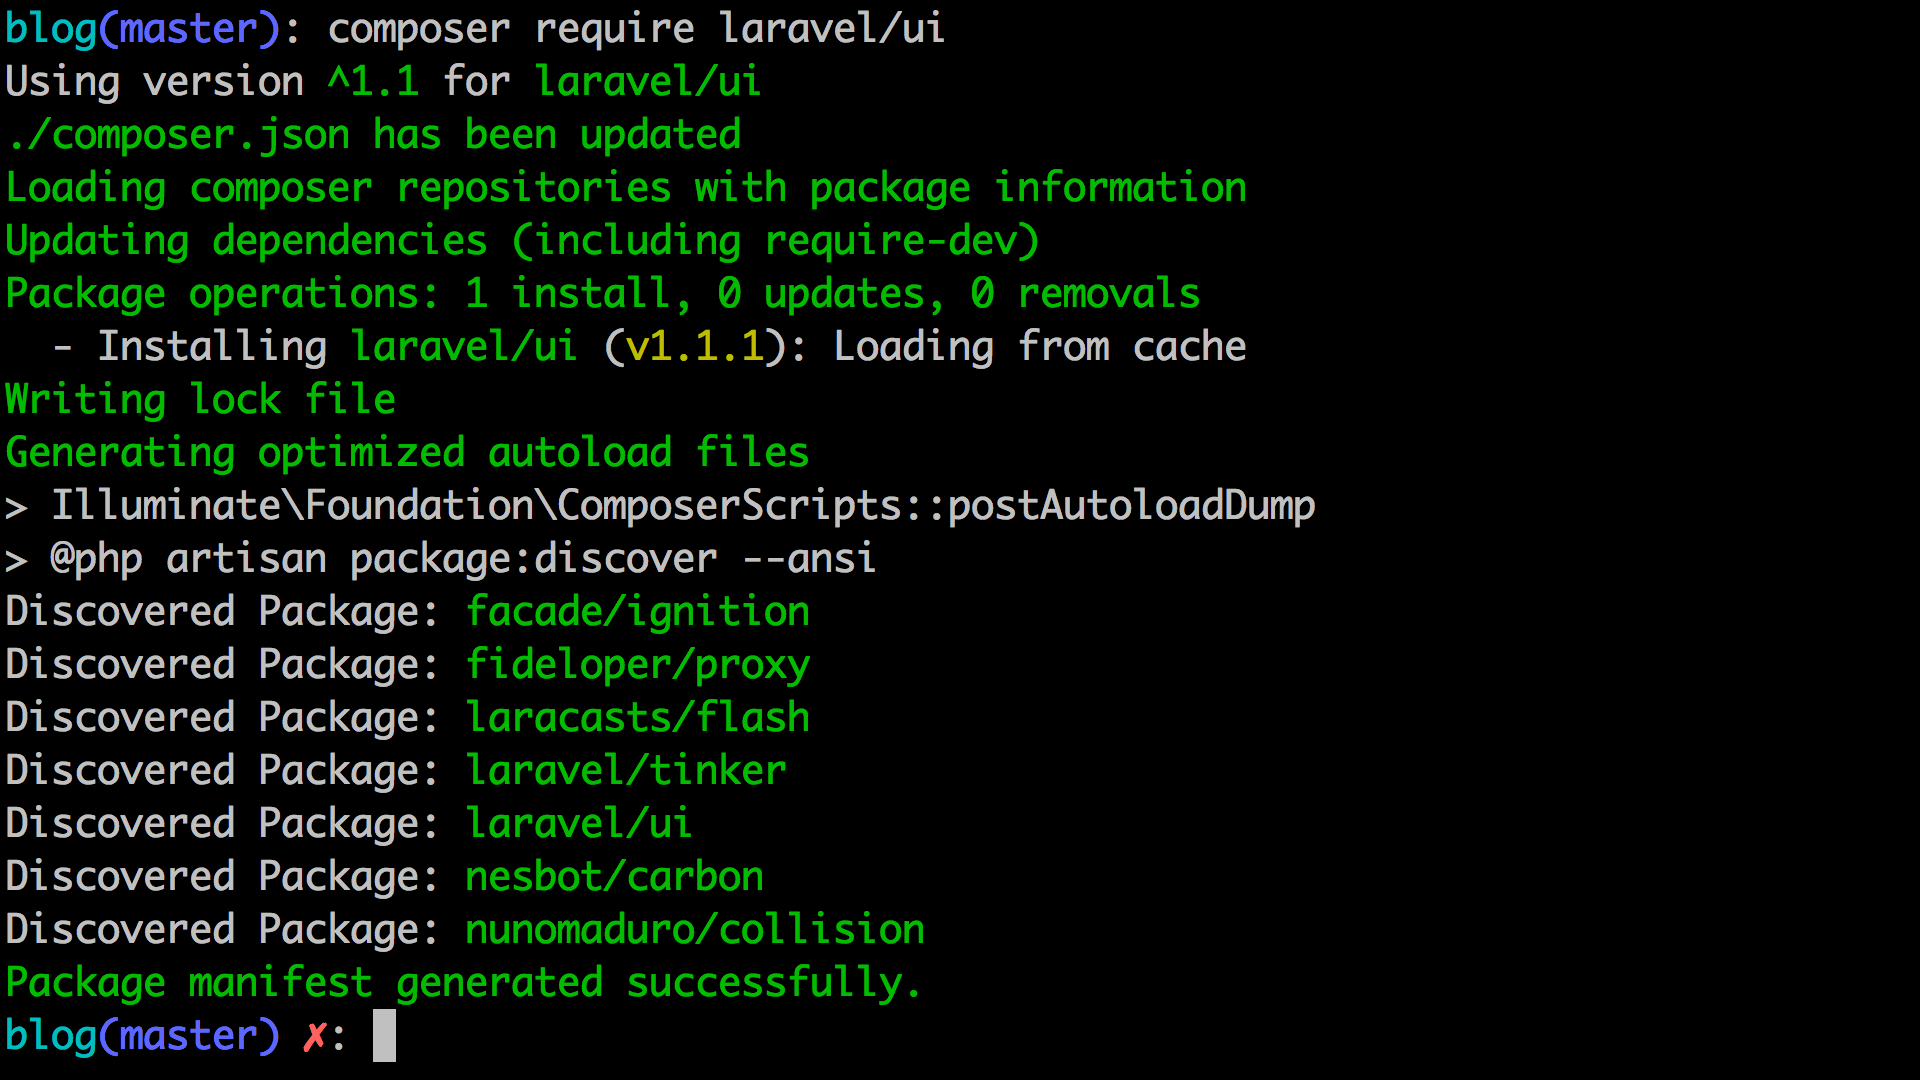 blog(master): composer require laravel/ui
Using version ^1.1 for laravel/ui
./composer.json has been updated
Loading composer repositories with package information
Updating dependencies (including require-dev)
Package operations: 1 install, 0 updates, 0 removals
  - Installing laravel/ui (v1.1.1): Loading from cache
Writing lock file
Generating optimized autoload files
> Illuminate\Foundation\ComposerScripts::postAutoloadDump
> @php artisan package:discover --ansi
Discovered Package: facade/ignition
Discovered Package: fideloper/proxy
Discovered Package: laracasts/flash
Discovered Package: laravel/tinker
Discovered Package: laravel/ui
Discovered Package: nesbot/carbon
Discovered Package: nunomaduro/collision
Package manifest generated successfully.
blog(master) ✗: